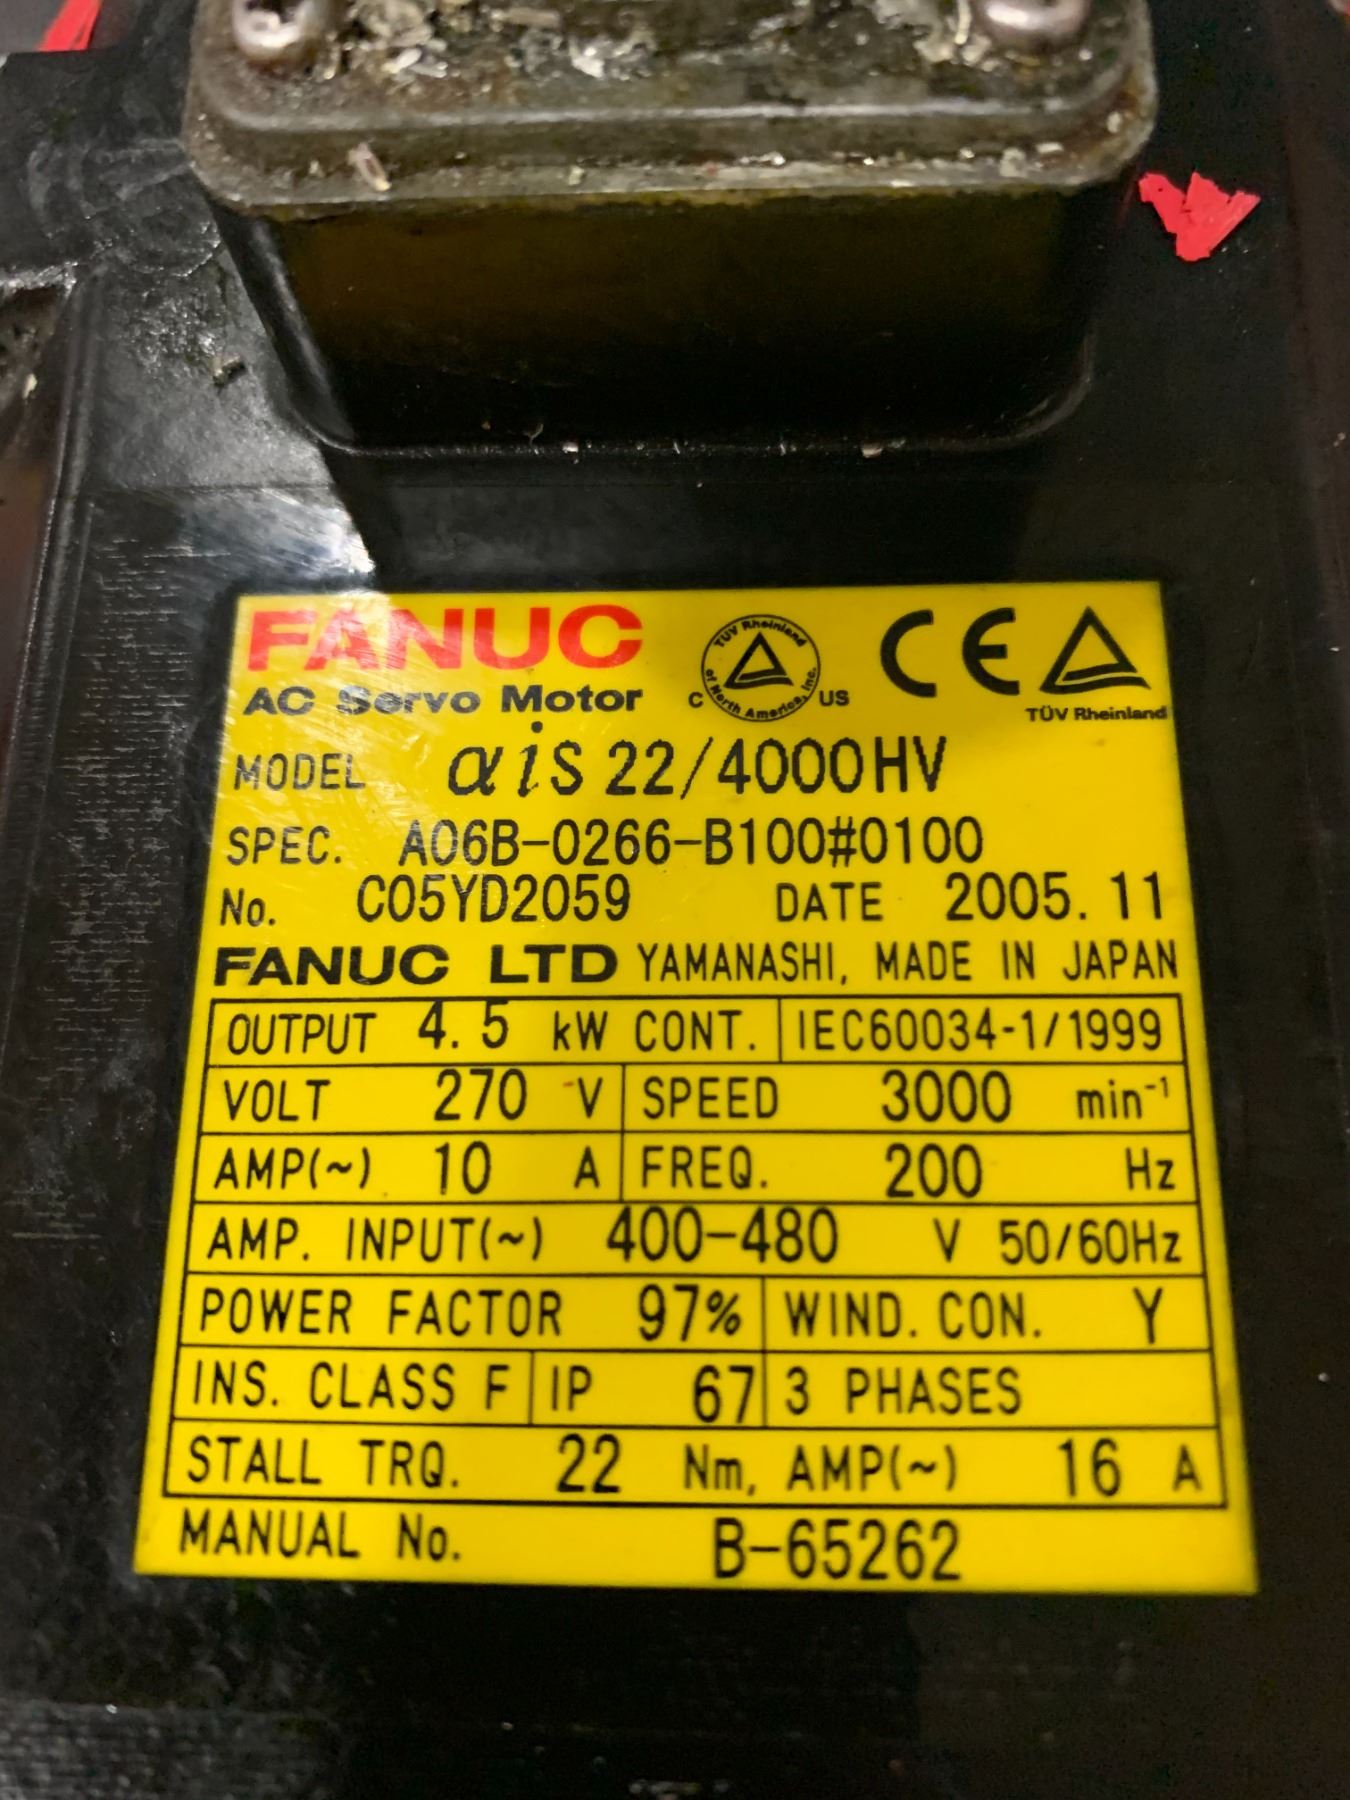 FANUC
AC Servo Motor
TÜV Rheinland of North America, Inc.
C US
CE
TÜV Rheinland
MODEL αiS 22/4000HV
SPEC. A06B-0266-B100#0100
No. C05YD2059 DATE 2005.11
FANUC LTD YAMANASHI, MADE IN JAPAN
OUTPUT 4.5 kW CONT. IEC60034-1/1999
VOLT 270 V SPEED 3000 min⁻¹
AMP(~) 10 A FREQ. 200 Hz
AMP. INPUT(~) 400-480 V 50/60Hz
POWER FACTOR 97% WIND. CON. Y
INS. CLASS F IP 67 3 PHASES
STALL TRQ. 22 Nm, AMP(~) 16 A
MANUAL No. B-65262